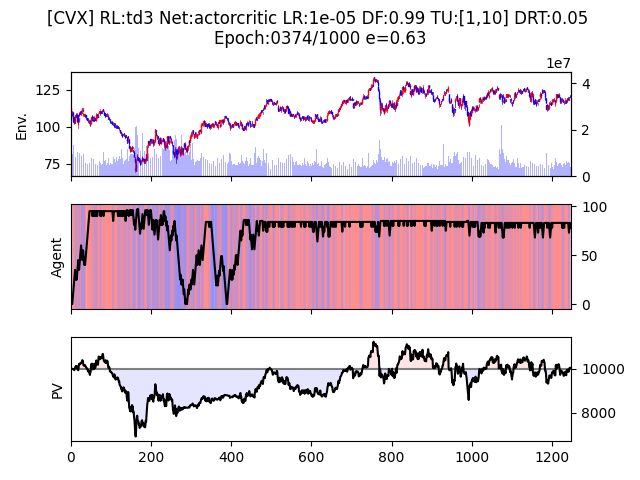 [CVX] RL:td3 Net:actorcritic LR:1e-05 DF:0.99 TU:[1,10] DRT:0.05
Epoch:0374/1000 e=0.63
1e7
125
100
75
Env.
4
2
0
Agent
100
50
0
PV
10000
8000
0 200 400 600 800 1000 1200